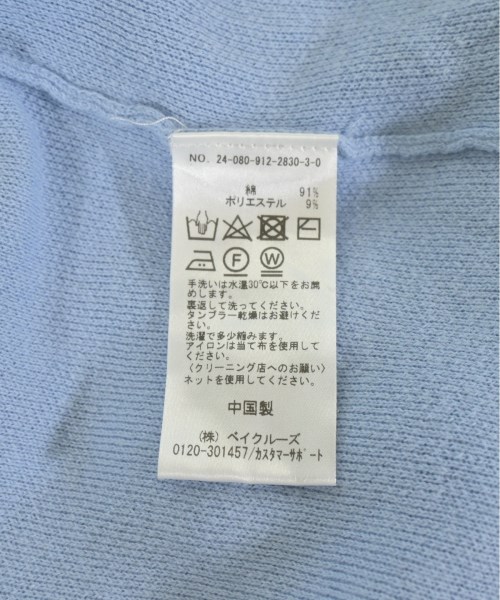 NO. 24-080-912-2830-3-0
綿 91%
ポリエステル 9%
F W
手洗いは水温30℃以下をお薦
めします。
裏返して洗ってください。
タンブラー乾燥はお避けくださ
さい。
洗濯で多少縮みます。
アイロンは当て布を使用して
ください。
〈クリーニング店へのお願い〉
ネットを使用してください。
中国製
(株) ベイクルーズ
0120-301457/カスタマーサポート